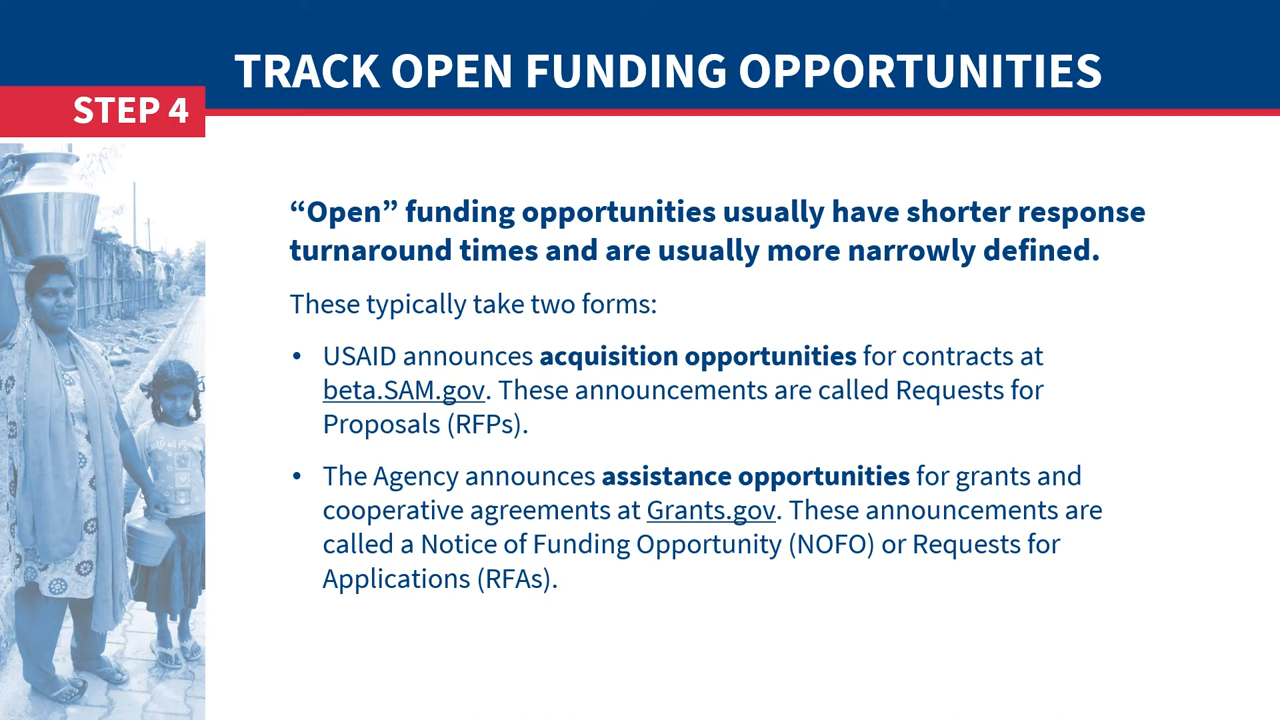 TRACK OPEN FUNDING OPPORTUNITIES
STEP 4
“Open” funding opportunities usually have shorter response
turnaround times and are usually more narrowly defined.
These typically take two forms:
• USAID announces acquisition opportunities for contracts at
beta.SAM.gov. These announcements are called Requests for
Proposals (RFPs).
• The Agency announces assistance opportunities for grants and
cooperative agreements at Grants.gov. These announcements are
called a Notice of Funding Opportunity (NOFO) or Requests for
Applications (RFAs).